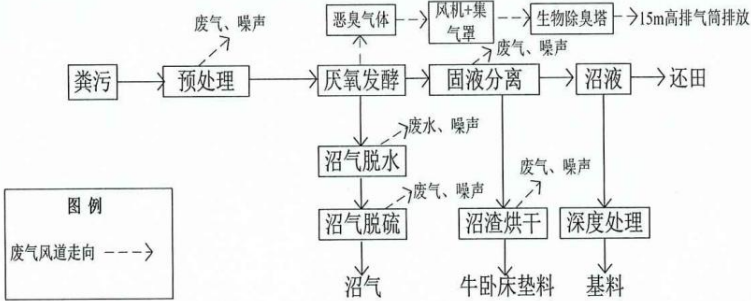 恶臭气体
风机+集
气罩
生物除臭塔
15m高排气筒排放
废气、噪声
废气、噪声
粪污
预处理
厌氧发酵
固液分离
沼液
还田
废水、噪声
沼气脱水
废气、噪声
废气、噪声
图 例
废气风道走向
沼气脱硫
沼渣烘干
深度处理
沼气
牛卧床垫料
基料